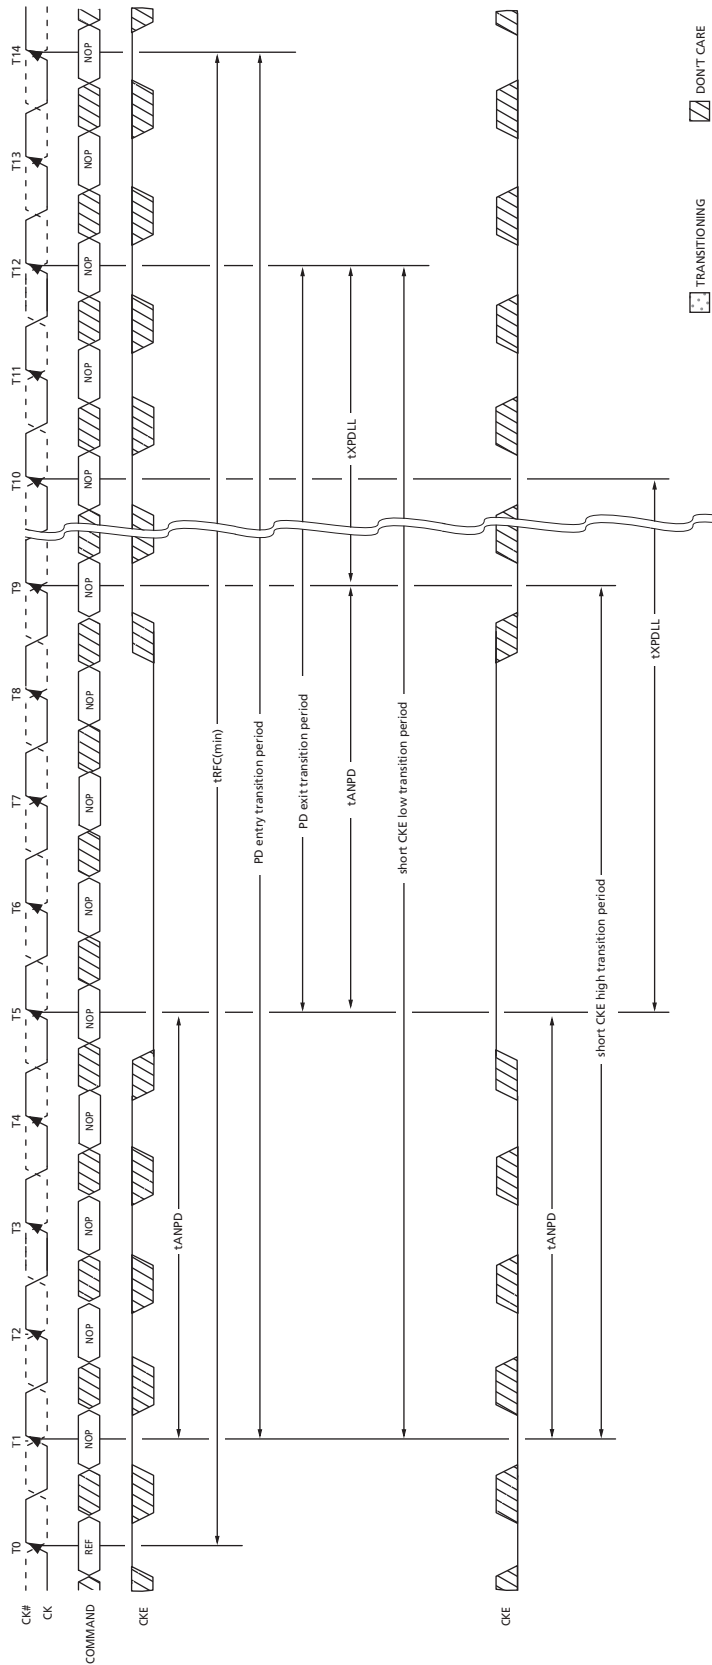 T0 T1 T2 T3 T4 T5 T6 T7 T8 T9 T10 T11 T12 T13 T14
CK#
CK
COMMAND REF NOP NOP NOP NOP NOP NOP NOP NOP NOP NOP NOP NOP NOP NOP
CKE
tANPD
tRFC(min)
PD entry transition period
PD exit transition period
tANPD tXPDLL
short CKE low transition period
CKE
tANPD
short CKE high transition period
tXPDLL
TRANSITIONING DON'T CARE